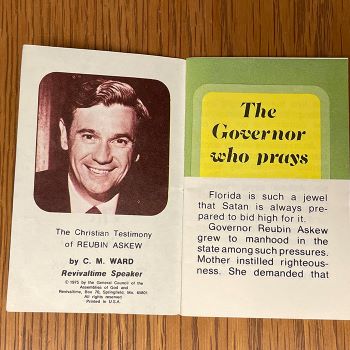 The Christian Testimony
of REUBIN ASKEW
by C. M. WARD
Revivaltime Speaker
© 1975 by the General Council of the
Assemblies of God and
Revivaltime, Box 70, Springfield, Mo. 65801
All rights reserved
Printed in U.S.A.
The
Governor
who prays
Florida is such a jewel
that Satan is always pre-
pared to bid high for it.
Governor Reubin Askew
grew to manhood in the
state among such pressures.
Mother instilled righteous-
ness. She demanded that